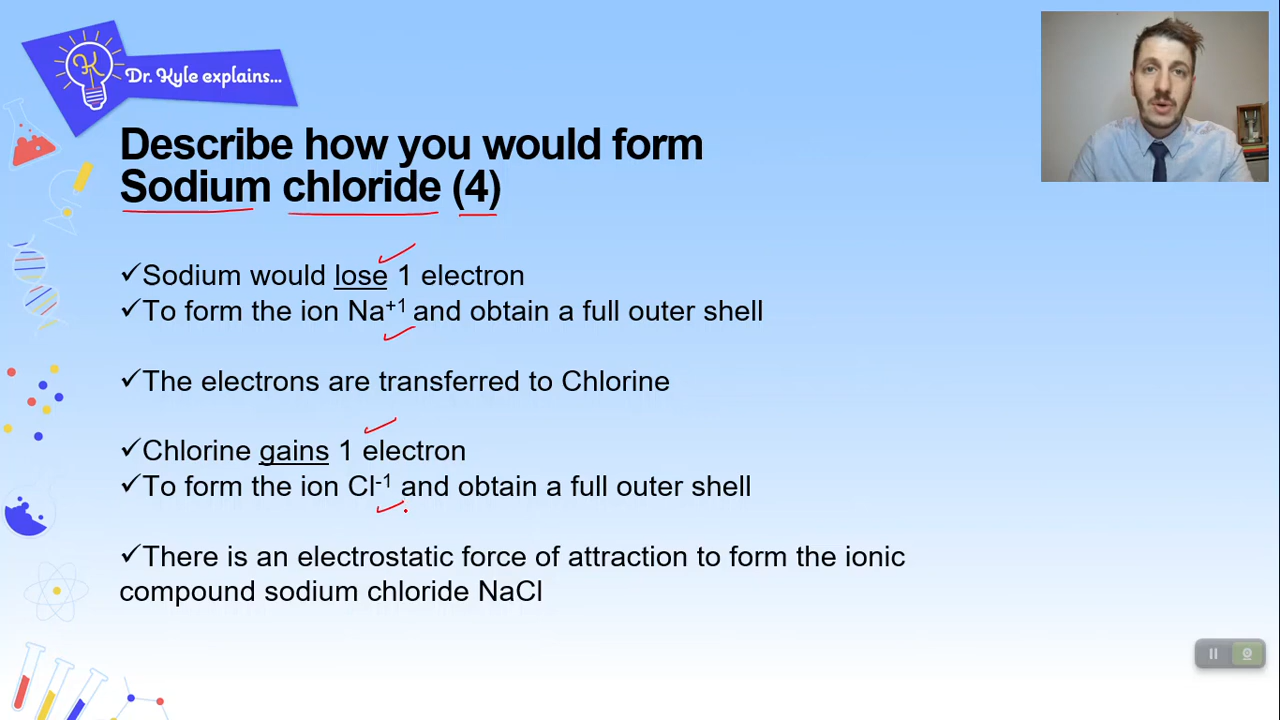 K
Dr. Kyle explains...
Describe how you would form
Sodium chloride (4)
✓Sodium would lose 1 electron
✓To form the ion Na⁺¹ and obtain a full outer shell
✓The electrons are transferred to Chlorine
✓Chlorine gains 1 electron
✓To form the ion Cl⁻¹ and obtain a full outer shell
✓There is an electrostatic force of attraction to form the ionic
compound sodium chloride NaCl